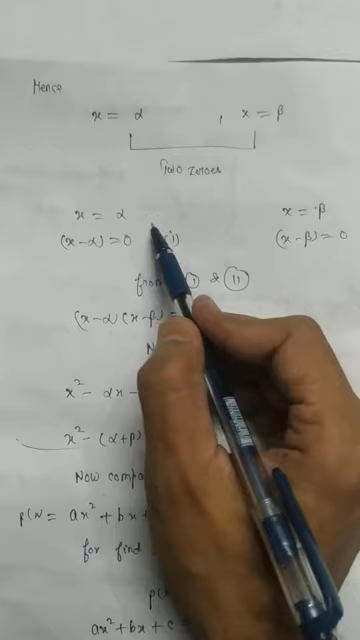 Hence
x = α , x = β
Two zeroes
x = α x = β
(x-α) = 0 (i) (x-β) = 0
from (i) & (ii)
(x-α)(x-β) =
x² - αx -
x² - (α+β)
Now compa
p(x) = ax² + bx +
for find
p(
ax² + bx + c =